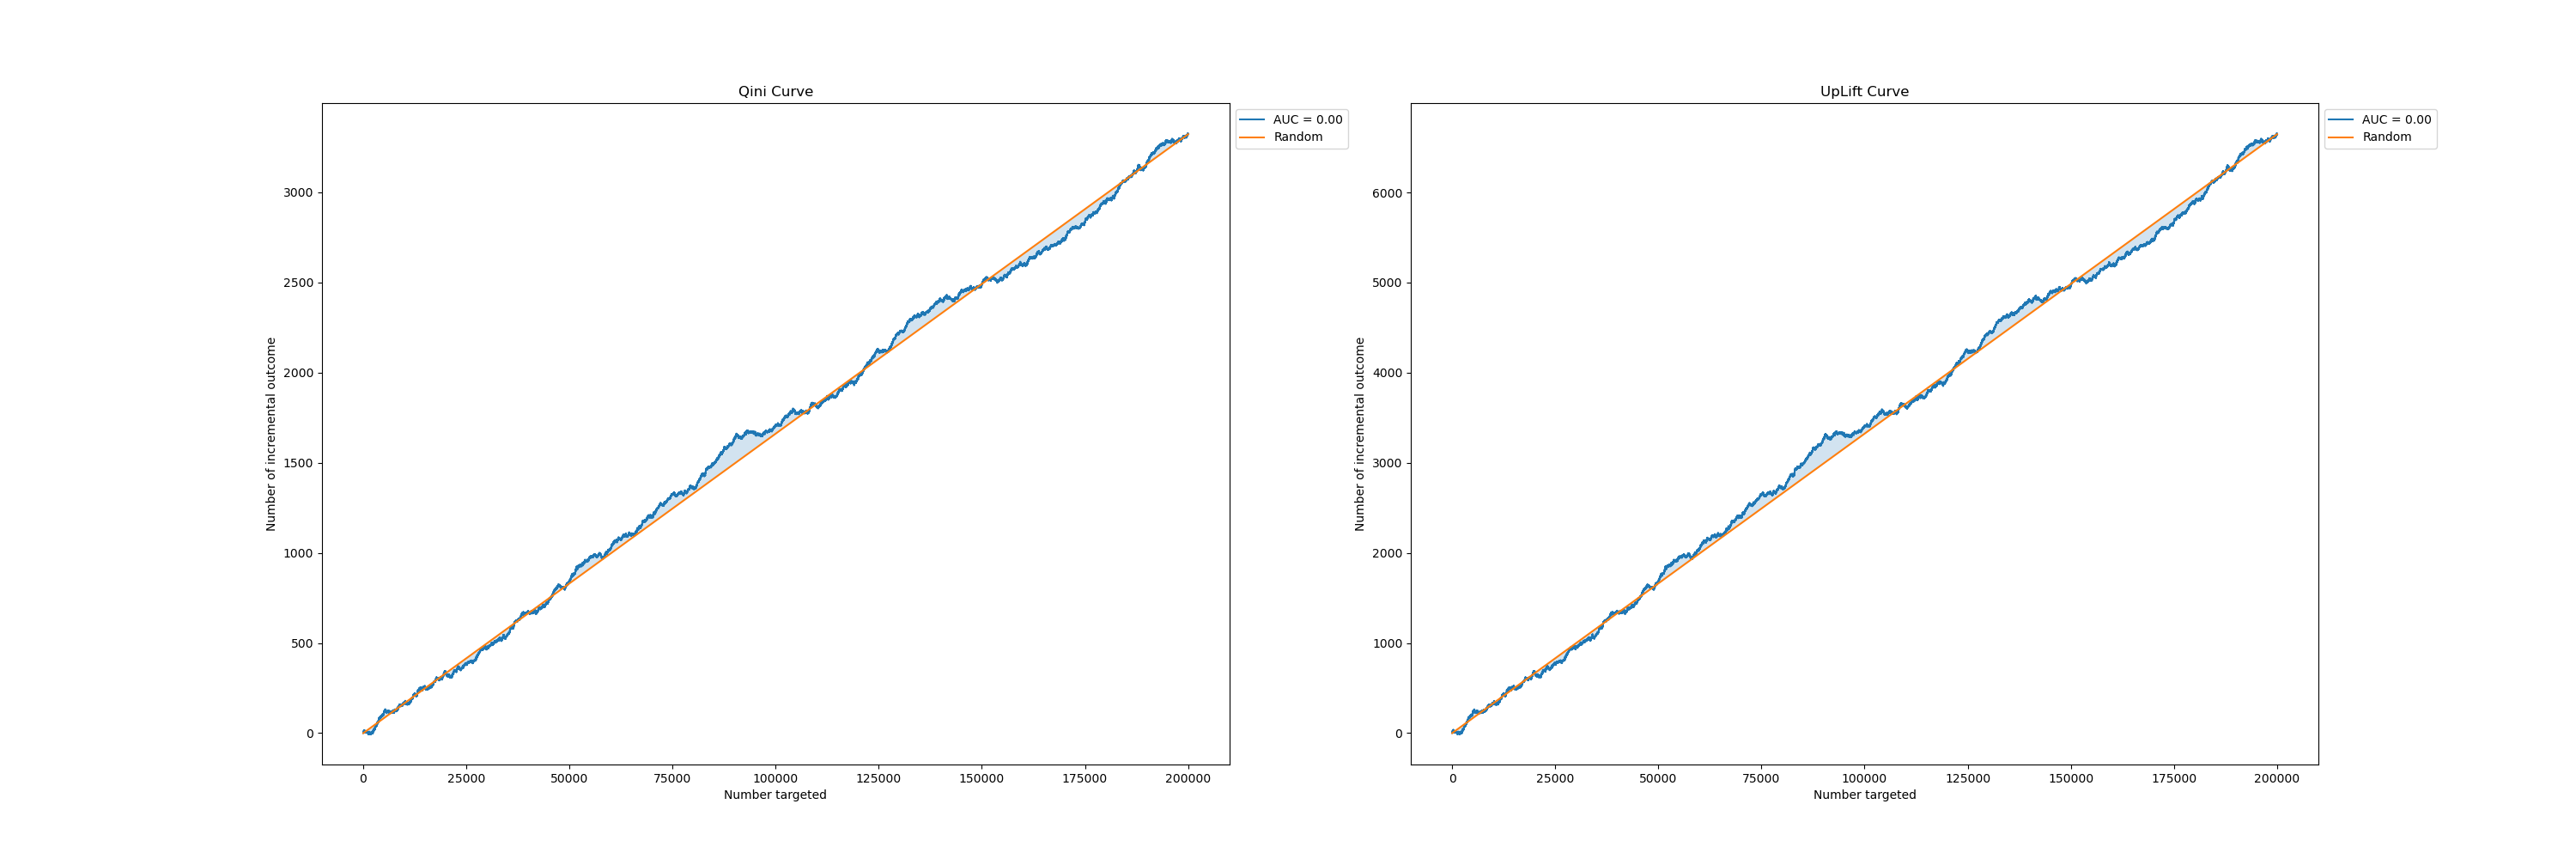 Qini Curve
AUC = 0.00
Random
Number of incremental outcome
3000
2500
2000
1500
1000
500
0
0 25000 50000 75000 100000 125000 150000 175000 200000
Number targeted
UpLift Curve
AUC = 0.00
Random
Number of incremental outcome
6000
5000
4000
3000
2000
1000
0
0 25000 50000 75000 100000 125000 150000 175000 200000
Number targeted